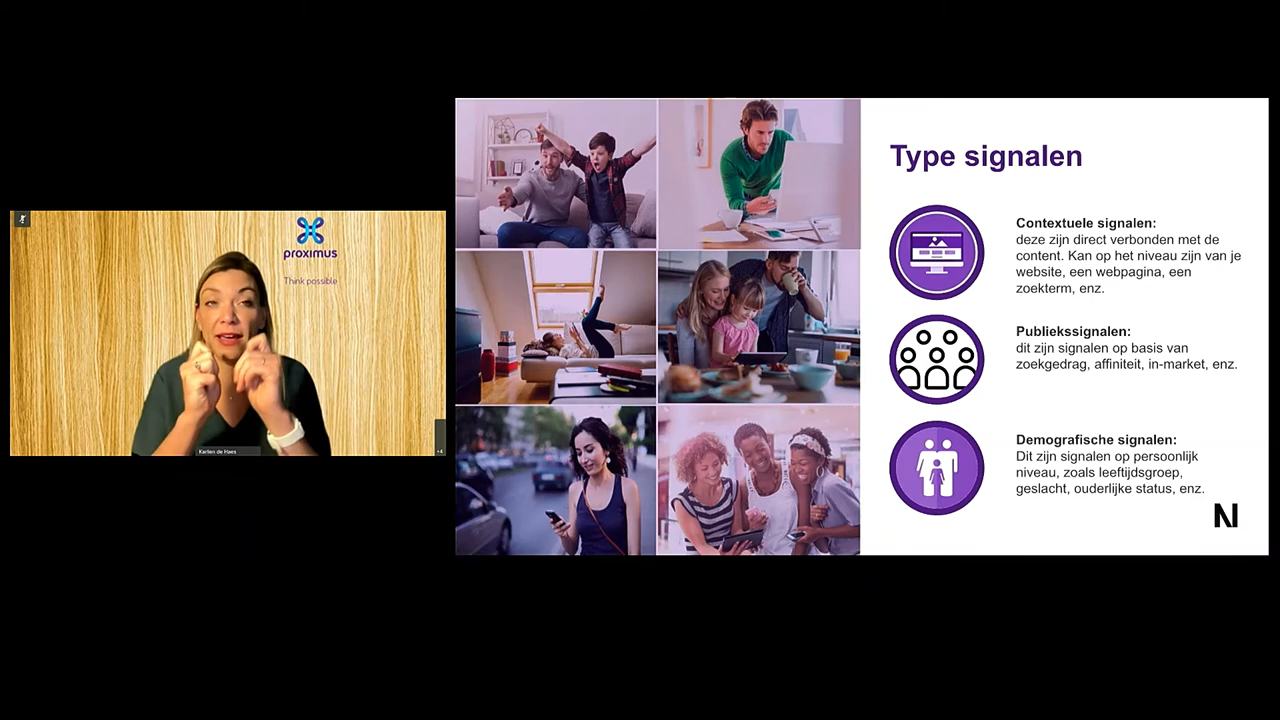 proximus
Think possible
Karlien de Haes
+4
Type signalen
Contextuele signalen:
deze zijn direct verbonden met de
content. Kan op het niveau zijn van je
website, een webpagina, een
zoekterm, enz.
Publiekssignalen:
dit zijn signalen op basis van
zoekgedrag, affiniteit, in-market, enz.
Demografische signalen:
Dit zijn signalen op persoonlijk
niveau, zoals leeftijdsgroep,
geslacht, ouderlijke status, enz.
N